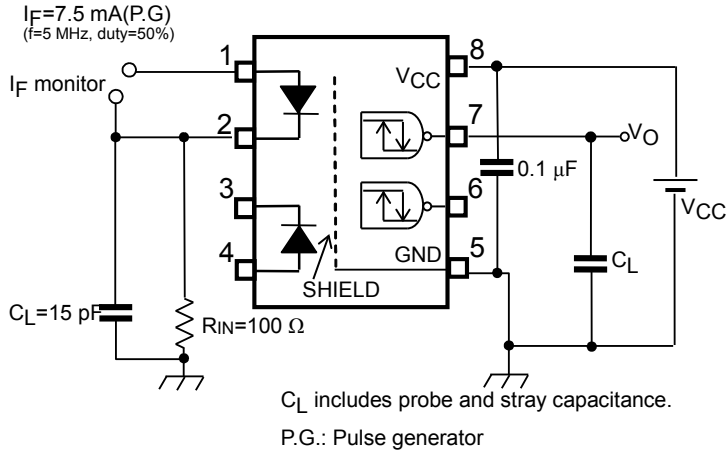 IF=7.5 mA(P.G)
(f=5 MHz, duty=50%)
IF monitor
1
2
3
4
8
VCC
7
VO
6
0.1 μF
VCC
GND
5
SHIELD
CL
CL=15 pF
RIN=100 Ω
CL includes probe and stray capacitance.
P.G.: Pulse generator